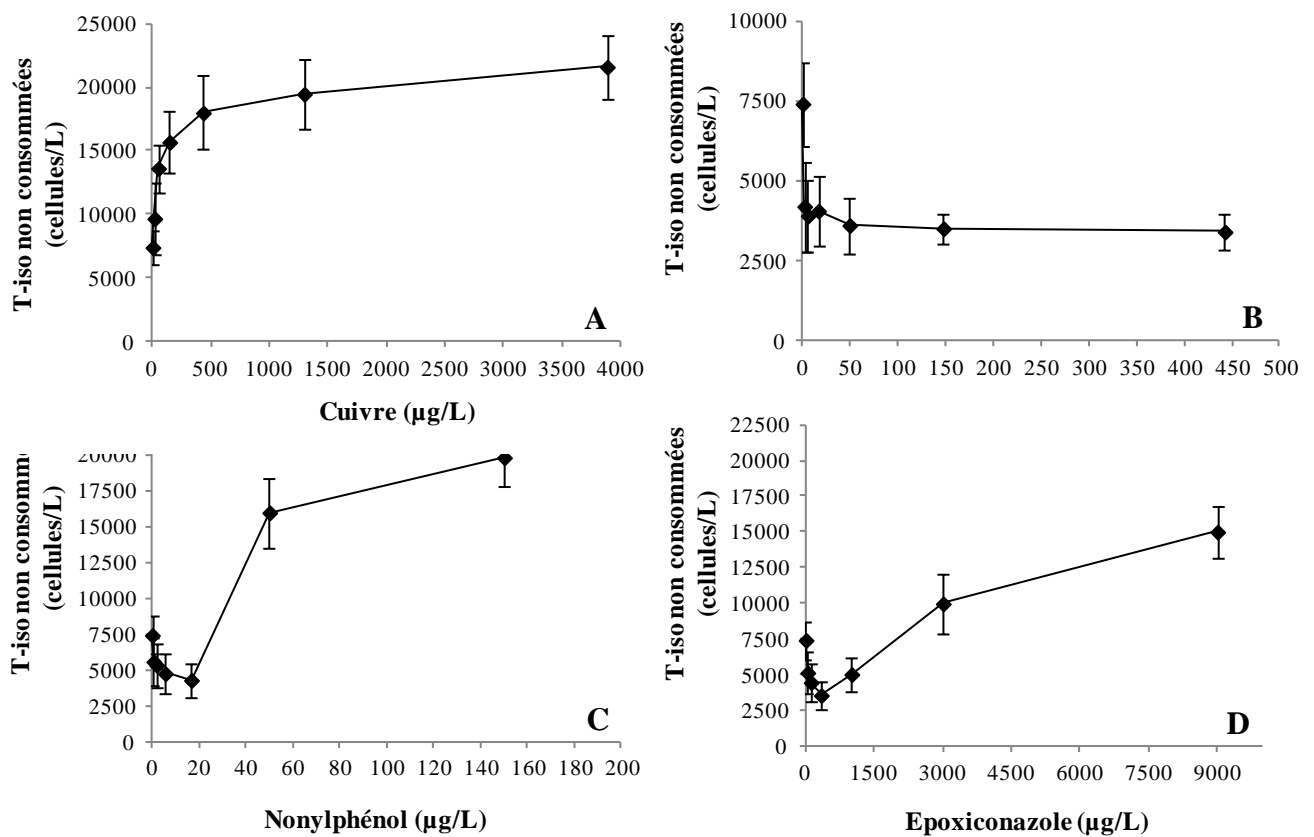 T-iso non consommées
(cellules/L)
25000
20000
15000
10000
5000
0
0 500 1000 1500 2000 2500 3000 3500 4000
Cuivre (µg/L)
A
T-iso non consommées
(cellules/L)
10000
7500
5000
2500
0
0 50 100 150 200 250 300 350 400 450 500
B
T-iso non consomm
(cellules/L)
20000
17500
15000
12500
10000
7500
5000
2500
0
0 20 40 60 80 100 120 140 160 180 200
Nonylphénol (µg/L)
C
T-iso non consommées
(cellules/L)
22500
20000
17500
15000
12500
10000
7500
5000
2500
0
0 1500 3000 4500 6000 7500 9000
Epoxiconazole (µg/L)
D